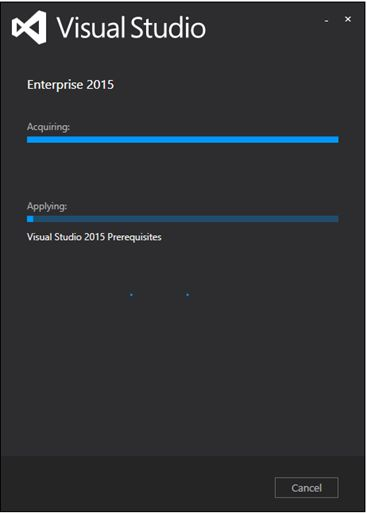 Visual Studio
Enterprise 2015
Acquiring:
Applying:
Visual Studio 2015 Prerequisites
Cancel